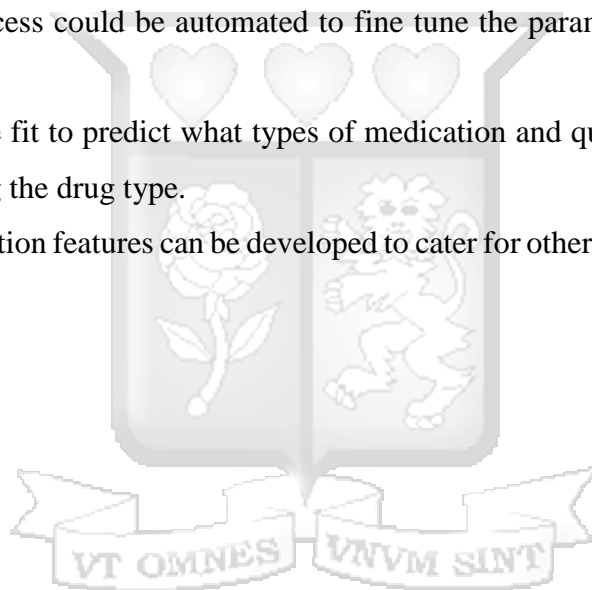 cess could be automated to fine tune the paran
e fit to predict what types of medication and qu
g the drug type.
tion features can be developed to cater for other
VT OMNES VNVM SINT